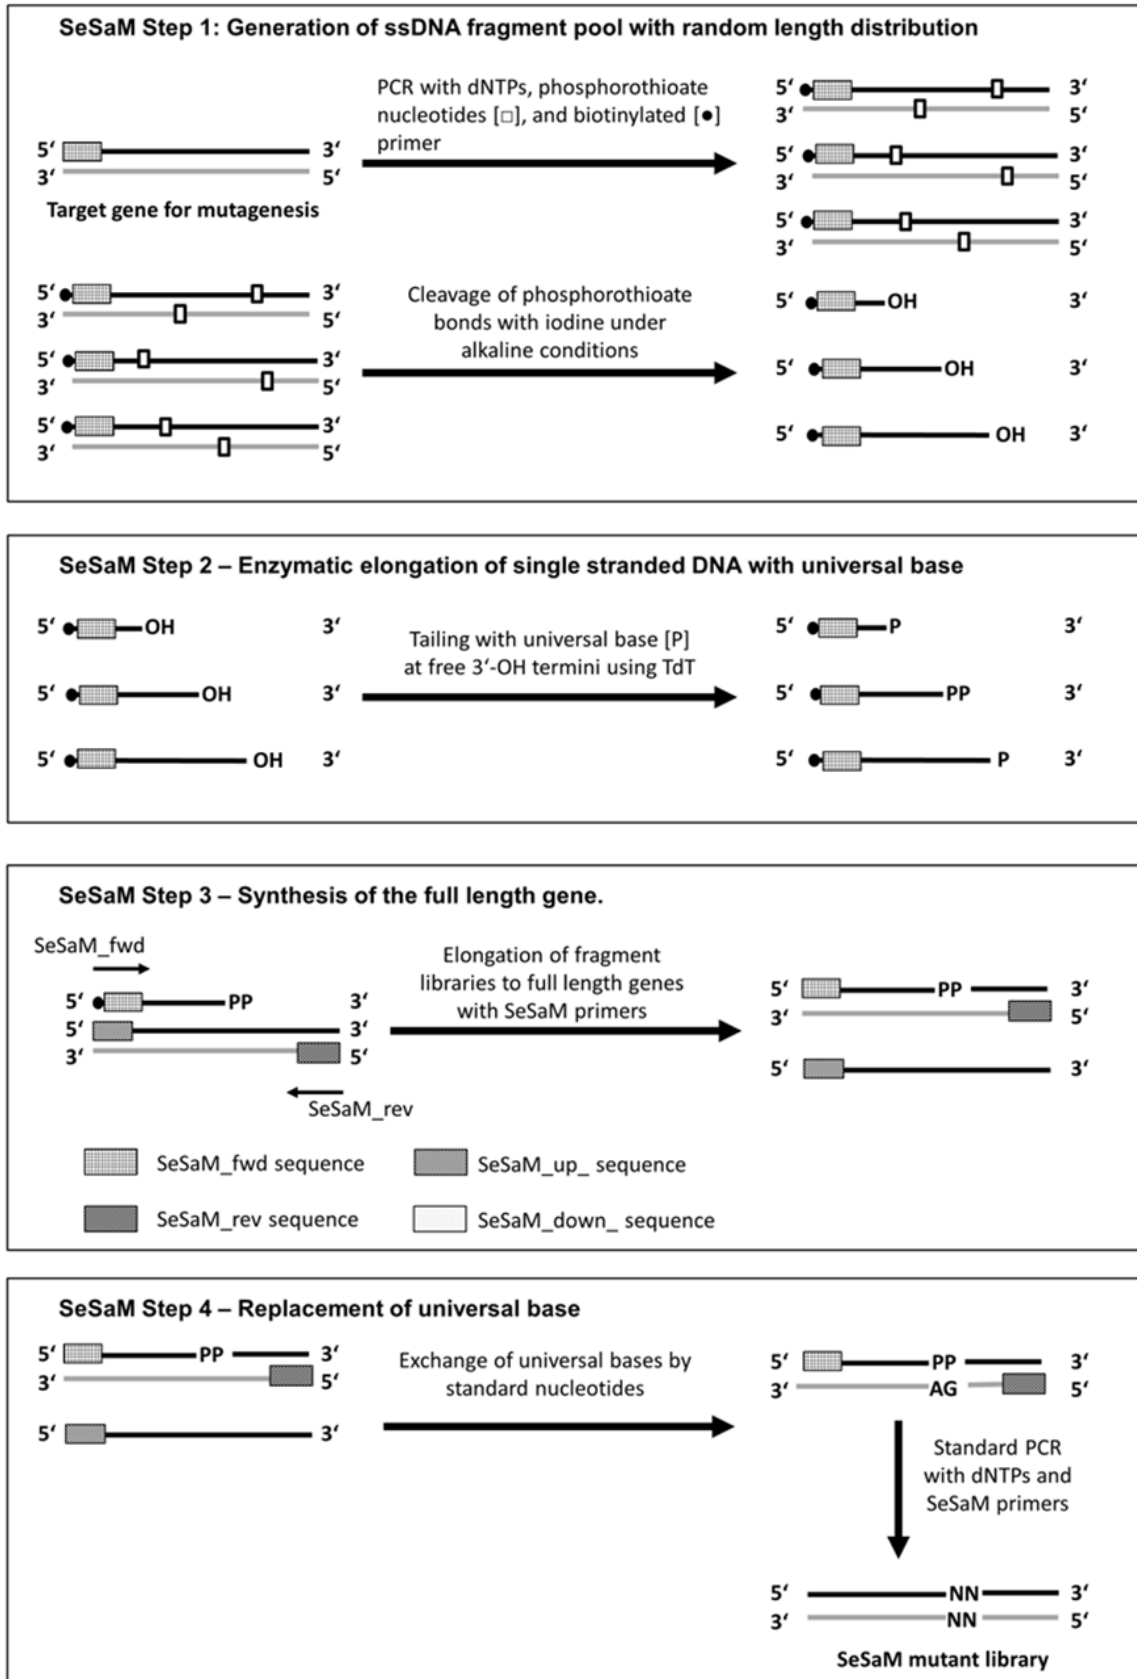 SeSaM Step 1: Generation of ssDNA fragment pool with random length distribution
PCR with dNTPs, phosphorothioate
nucleotides [□], and biotinylated [●]
primer
5‘ 3‘
3‘ 5‘
Target gene for mutagenesis
5‘ 3‘
3‘ 5‘
5‘ 3‘
3‘ 5‘
5‘ 3‘
3‘ 5‘
5‘ 3‘
3‘ 5‘
5‘ 3‘
3‘ 5‘
5‘ 3‘
3‘ 5‘
Cleavage of phosphorothioate
bonds with iodine under
alkaline conditions
5‘ OH 3‘
5‘ OH 3‘
5‘ OH 3‘
SeSaM Step 2 – Enzymatic elongation of single stranded DNA with universal base
5‘ OH 3‘
5‘ OH 3‘
5‘ OH 3‘
Tailing with universal base [P]
at free 3‘-OH termini using TdT
5‘ P 3‘
5‘ PP 3‘
5‘ P 3‘
SeSaM Step 3 – Synthesis of the full length gene.
SeSaM_fwd
5‘ PP 3‘
5‘ 3‘
3‘ 5‘
SeSaM_rev
Elongation of fragment
libraries to full length genes
with SeSaM primers
5‘ PP 3‘
3‘ 5‘
5‘ 3‘
SeSaM_fwd sequence
SeSaM_up_ sequence
SeSaM_rev sequence
SeSaM_down_ sequence
SeSaM Step 4 – Replacement of universal base
5‘ PP 3‘
3‘ 5‘
5‘ 3‘
Exchange of universal bases by
standard nucleotides
5‘ PP 3‘
3‘ AG 5‘
Standard PCR
with dNTPs and
SeSaM primers
5‘ NN 3‘
3‘ NN 5‘
SeSaM mutant library